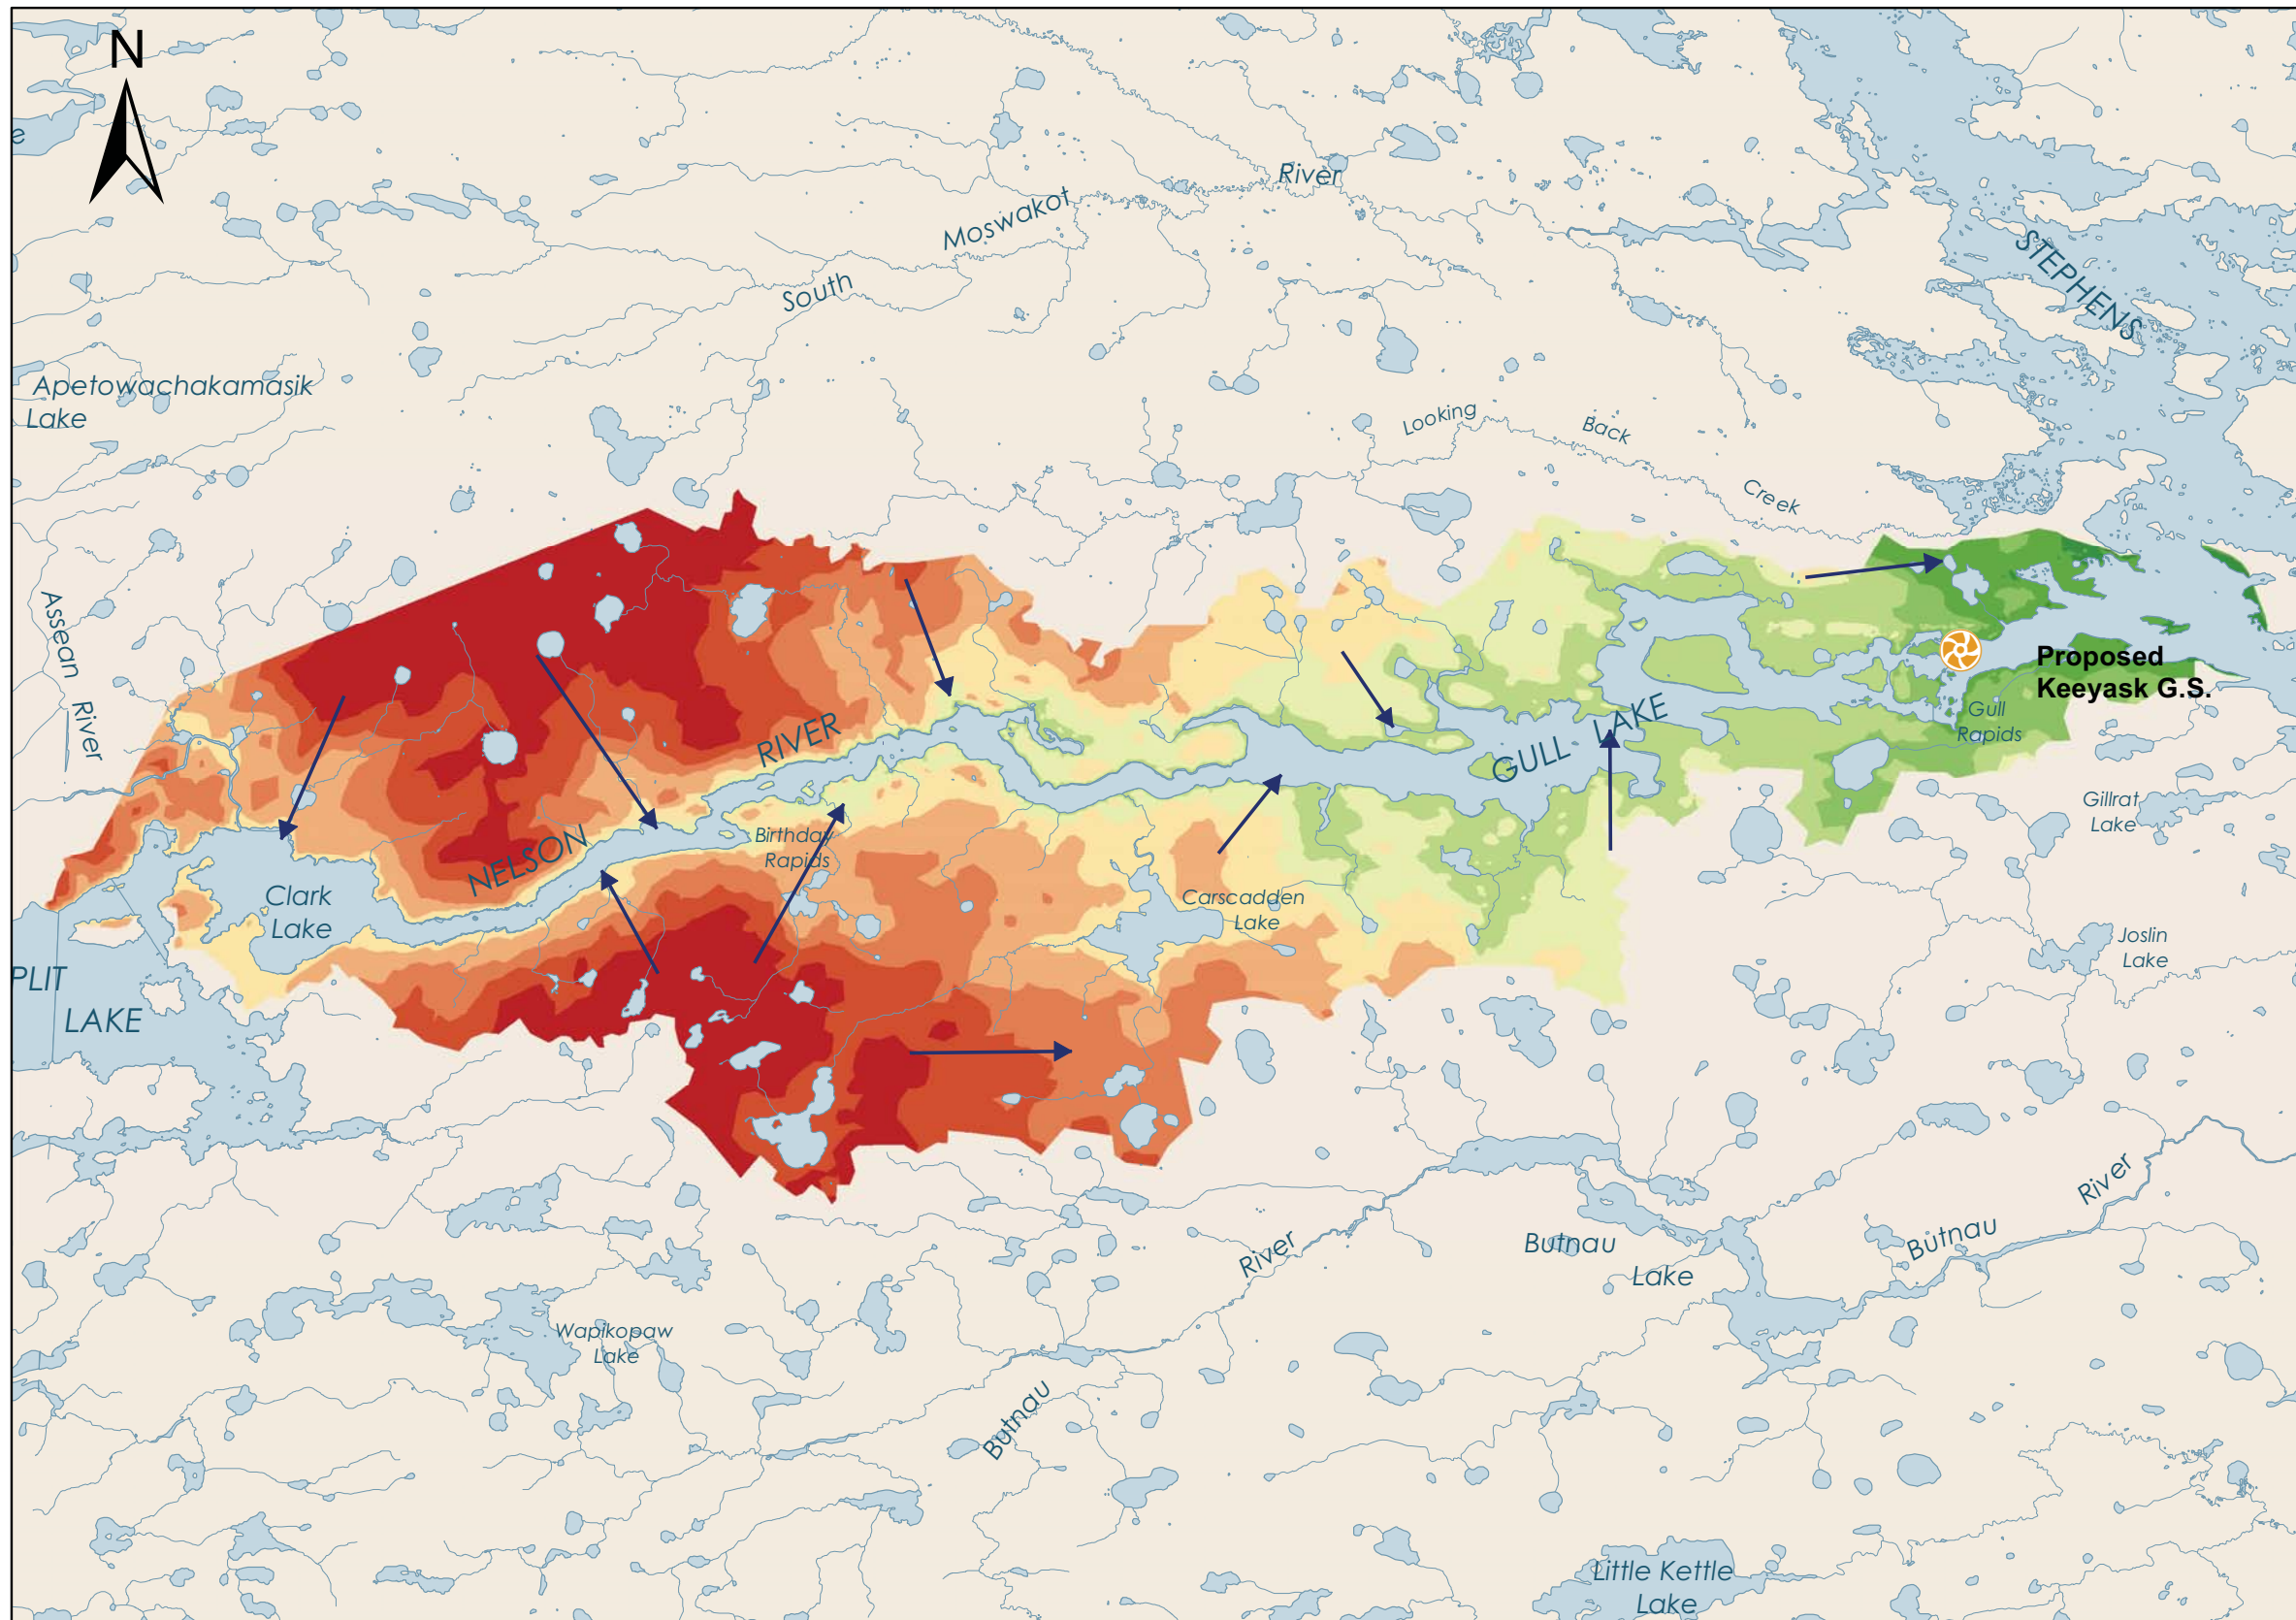 N
e
River
Moswakot
South
STEPHENS
Apetowachakamasik
Lake
Looking
Back
Creek
Assean
River
Proposed
Keeyask G.S.
Gull
Rapids
RIVER
GULL LAKE
NELSON
Birthday
Rapids
Gillrat
Lake
Clark
Lake
Carscadden
Lake
Joslin
Lake
PLIT
LAKE
River
River
Butnau
Butnau
Lake
Wapikopaw
Lake
Butnau
Little Kettle
Lake